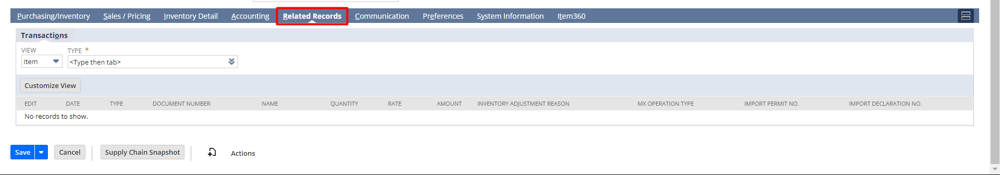 Purchasing/Inventory Sales / Pricing Inventory Detail Accounting Related Records Communication Preferences System Information Item360
Transactions
VIEW TYPE *
Item <Type then tab>
Customize View
EDIT DATE TYPE DOCUMENT NUMBER NAME QUANTITY RATE AMOUNT INVENTORY ADJUSTMENT REASON MX OPERATION TYPE IMPORT PERMIT NO. IMPORT DECLARATION NO.
No records to show.
Save Cancel Supply Chain Snapshot Actions